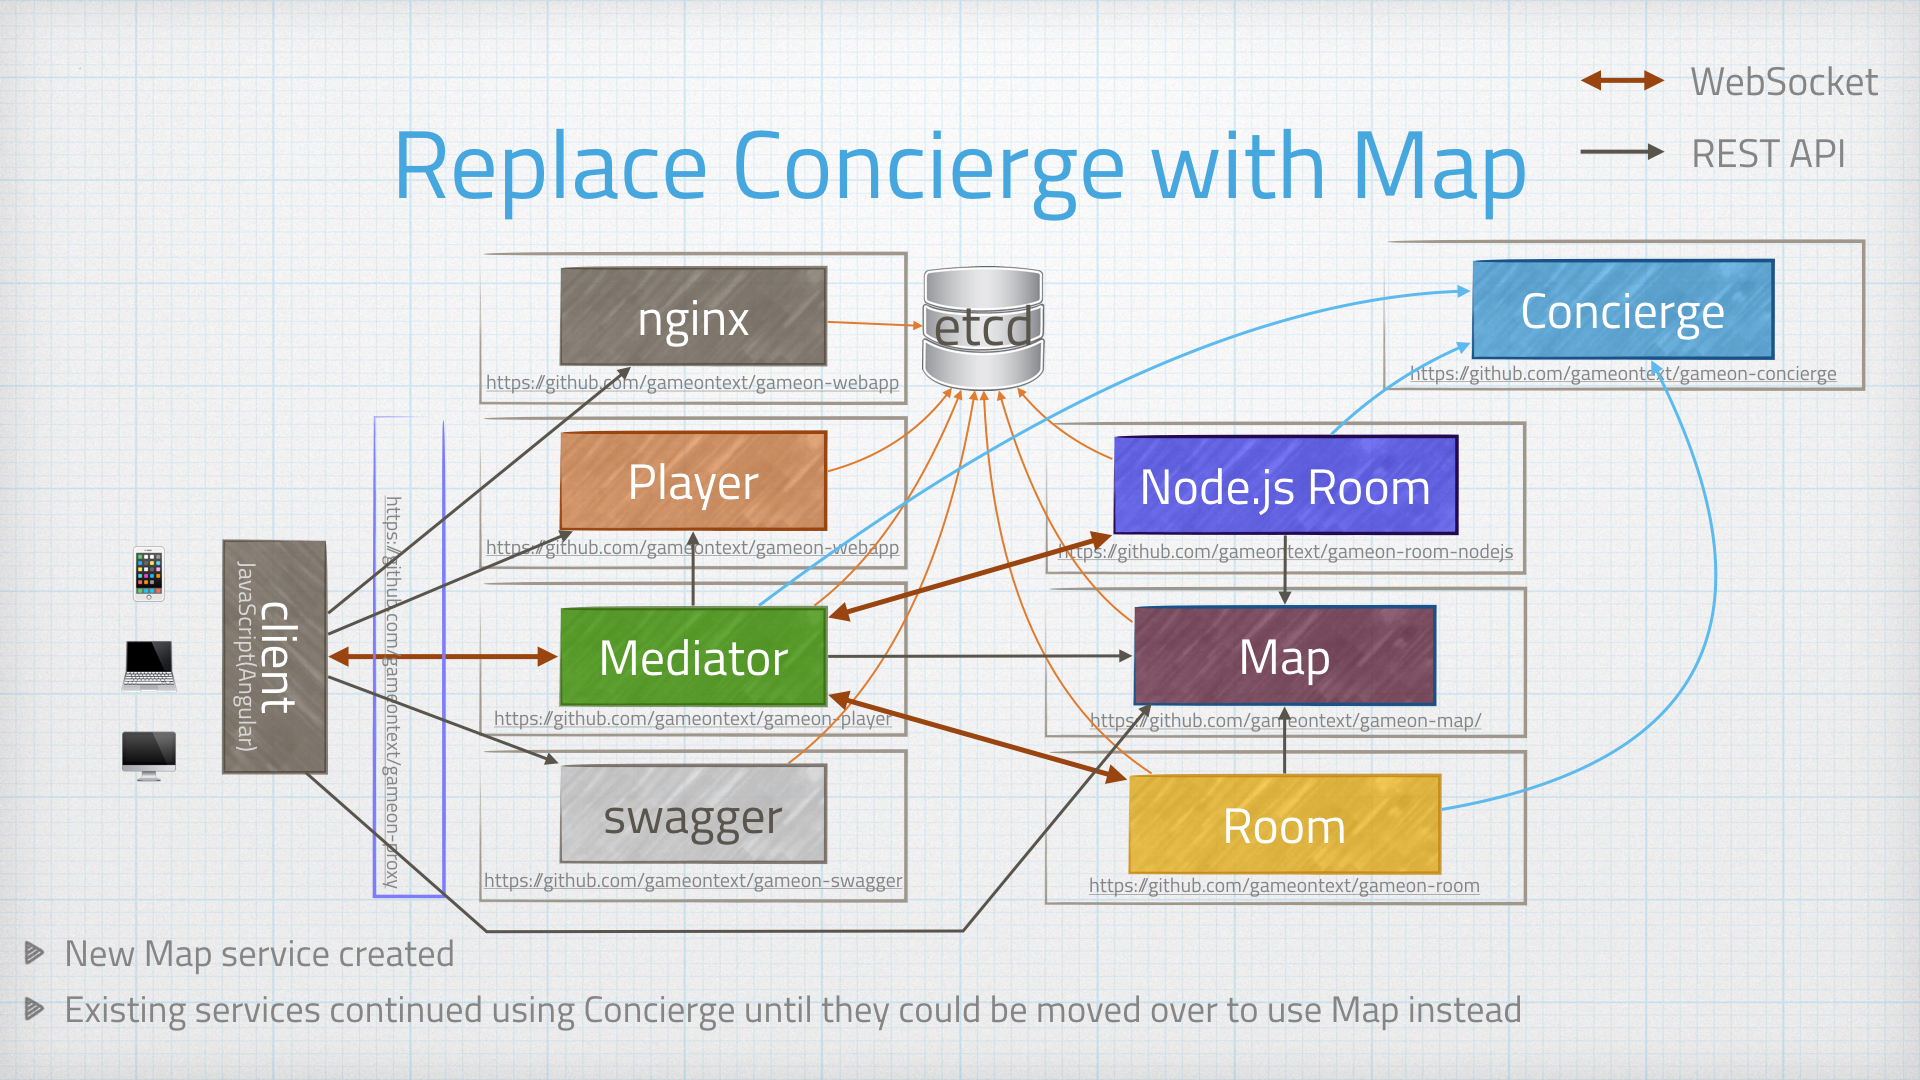 WebSocket
REST API
Replace Concierge with Map
nginx
https://github.com/gameontext/gameon-webapp
etcd
Concierge
https://github.com/gameontext/gameon-concierge
Player
https://github.com/gameontext/gameon-webapp
Node.js Room
https://github.com/gameontext/gameon-room-nodejs
client
JavaScript(Angular)
https://github.com/gameontext/gameon-proxy
Mediator
https://github.com/gameontext/gameon-player
Map
https://github.com/gameontext/gameon-map/
swagger
https://github.com/gameontext/gameon-swagger
Room
https://github.com/gameontext/gameon-room
New Map service created
Existing services continued using Concierge until they could be moved over to use Map instead